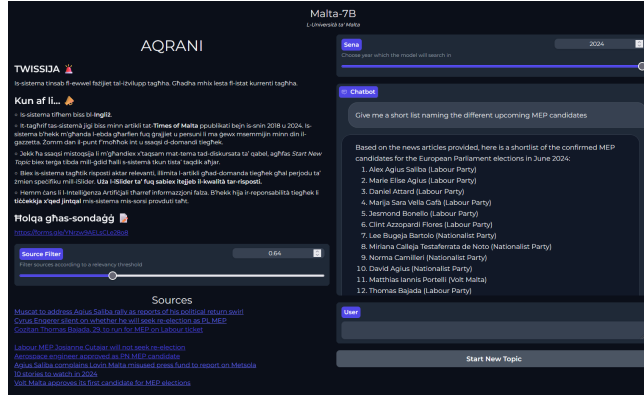 Malta-7B
L-Università ta' Malta
AQRANI
TWISSIJA
Is-sistema tinsab fl-ewwel fażijiet tal-iżvilupp tagħha. Għadha mhix lesta fl-istat kurrenti tagħha.
Kun af li...
Is-sistema tifhem biss bl-Ingliż.
It-tagħrif tas-sistemà jiġi biss minn artikli tat-Times of Malta ppublikati bejn is-snin 2018 u 2024. Is-
sistema b'hekk m'għanda l-ebda għarfien fuq ġrajjiet u persuni li ma ġewx msemmijin minn din il-
gazzetta. Żomm dan il-punt f'moħħok int u ssaqsi d-domandi tiegħek.
Jekk ħa ssaqsi mistoqsija li m'għandiex x'taqsam mat-tema tad-diskursata ta' qabel, agħfas Start New
Topic biex terġa tibda mill-ġdid ħalli s-sistemà tkun tista' taqdik aħjar.
Biex is-sistema tagħtik risposti aktar relevanti, illimita l-artikli għad-domanda tiegħek għal perjodu ta'
żmien speċifiku mill-iSlider. Uża l-iSlider ta' fuq sabiex itejjeb il-kwalità tar-risposti.
Hemm ċans li l-Intelliġenza Artifiċjali tħarref informazzjoni falza. B'hekk hija ir-reponsabilità tiegħek li
tiċċekkja x'qed jintqal mis-sistema mis-sorsi provduti taħt.
Ħolqa għas-sondaġġ
Source Filter
0.64
Filter sources according to a relevancy threshold
Sources
Muscat to address Agius Saliba rally as reports of his political return swirl
Cyrus Engerer silent on whether he will seek re-election as PL MEP
Gozitan Thomas Bajada, 29, to run for MEP on Labour ticket
Labour MEP Josianne Cutajar will not seek re-election
Aerospace engineer approved as PN MEP candidate
Agius Saliba complains Lovin Malta misused press fund to report on Metsola
10 stories to watch in 2024
Volt Malta approves its first candidate for MEP elections
Sena
2024
Choose year which the model will search in
Chatbot
Give me a short list naming the different upcoming MEP candidates
Based on the news articles provided, here is a shortlist of the confirmed MEP
candidates for the European Parliament elections in June 2024:
1. Alex Agius Saliba (Labour Party)
2. Marie Elise Agius (Labour Party)
3. Daniel Attard (Labour Party)
4. Marija Sara Vella Gafà (Labour Party)
5. Jesmond Bonello (Labour Party)
6. Clint Azzopardi Flores (Labour Party)
7. Lee Bugeja Bartolo (Nationalist Party)
8. Miriana Calleja Testaferrata de Noto (Nationalist Party)
9. Norma Camilleri (Nationalist Party)
10. David Agius (Nationalist Party)
11. Matthias Iannis Portelli (Volt Malta)
12. Thomas Bajada (Labour Party)
User
Start New Topic